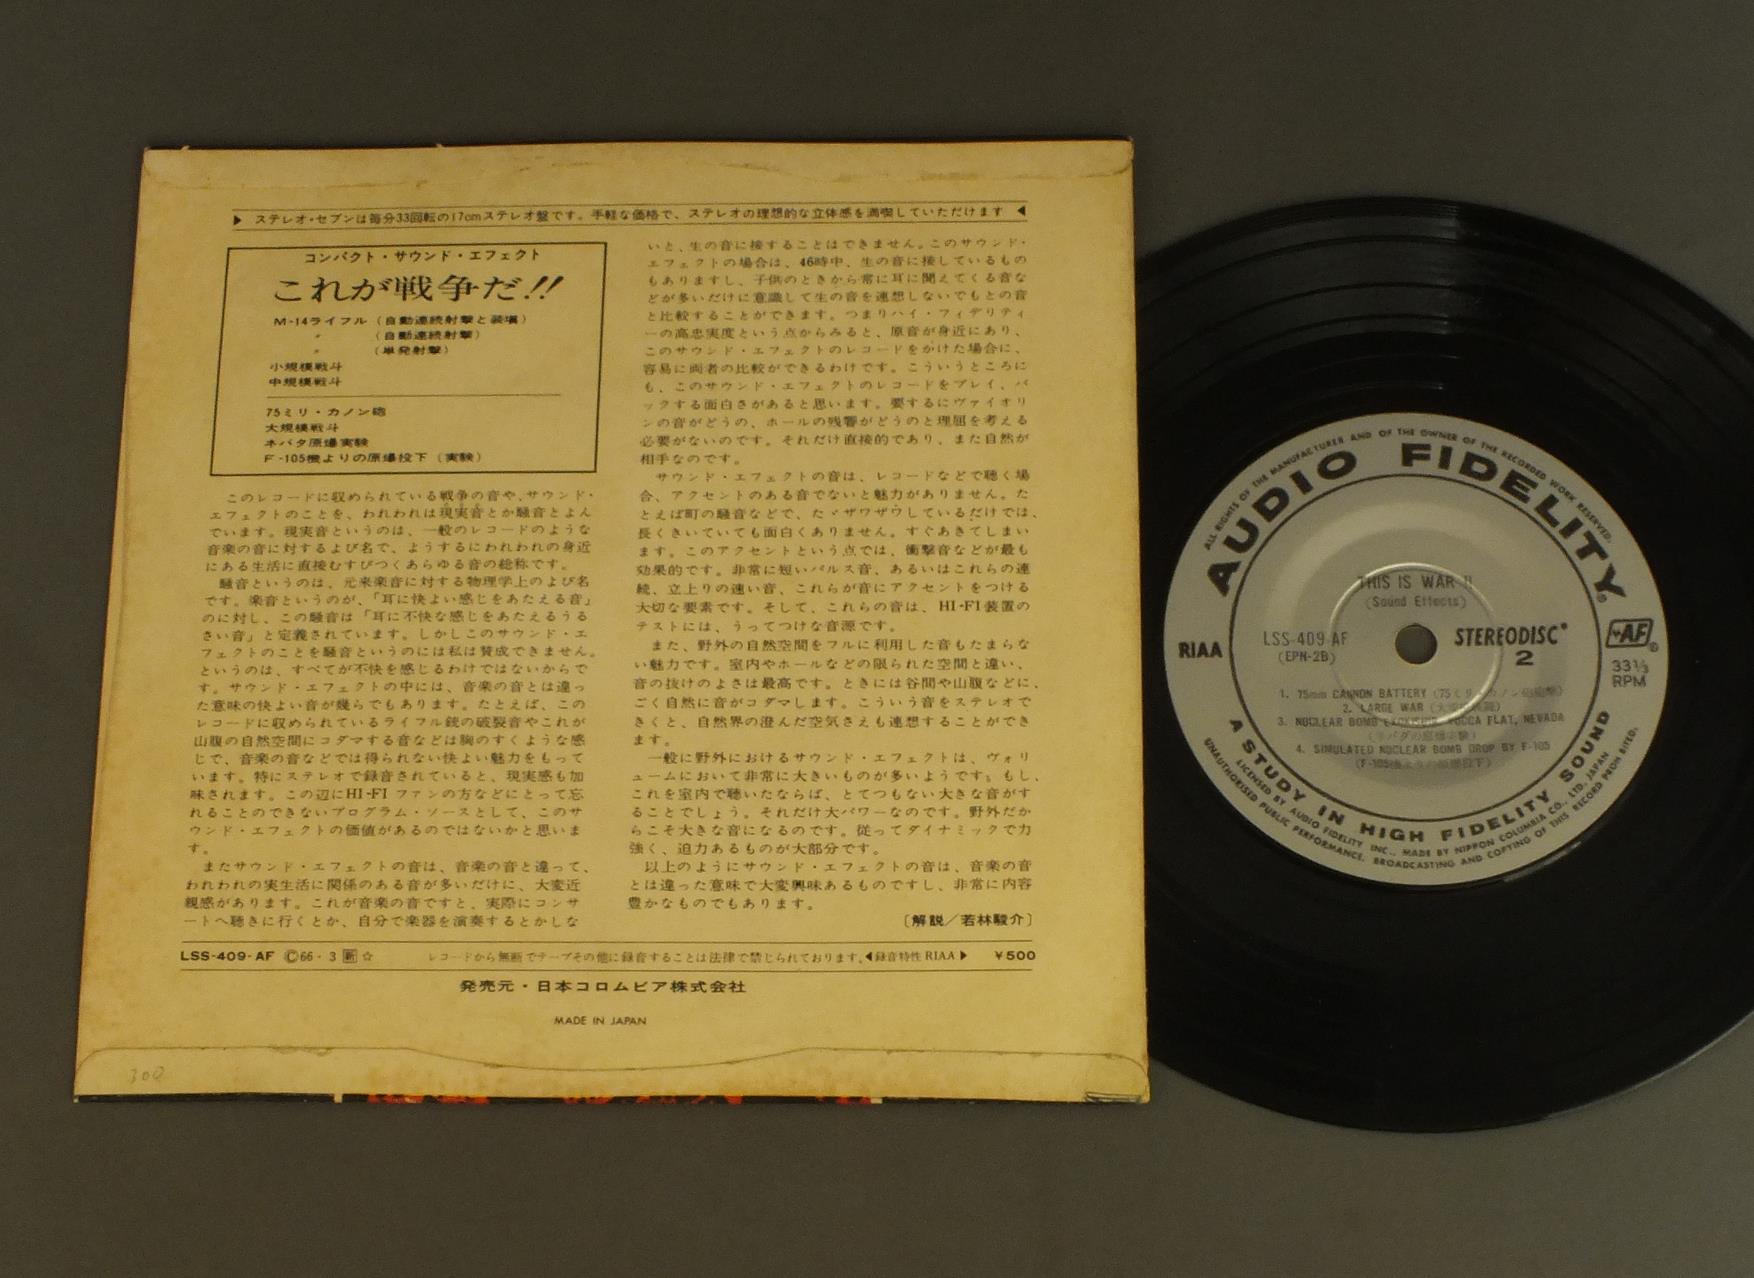 ▶ ステレオ・セブンは毎分33回転の17cmステレオ盤です。手軽な価格で、ステレオの理想的な立体感を満喫していただけます ◀
コンパクト・サウンド・エフェクト
これが戦争だ!!
M-14ライフル（自動連続射撃と装塡）
〃（自動連続射撃）
〃（単発射撃）
小規模戦斗
中規模戦斗
75ミリ・カノン砲
大規模戦斗
ネバタ原爆実験
F-105機よりの原爆投下（実験）
このレコードに収められている戦争の音や、サウンド・
エフェクトのことを、われわれは現実音とか騒音とよん
でいます。現実音というのは、一般のレコードのような
音楽の音に対するよび名で、ようするにわれわれの身近
にある生活に直接むすびつくあらゆる音の総称です。
騒音というのは、元来楽音に対する物理学上のよび名
です。楽音というのが、「耳に快よい感じをあたえる音」
のに対し、この騒音は「耳に不快な感じをあたえるうる
さい音」と定義されています。しかしこのサウンド・エ
フェクトのことを騒音というのには私は賛成できません。
というのは、すべてが不快を感じるわけではないからで
す。サウンド・エフェクトの中には、音楽の音とは違っ
た意味の快よい音が幾らでもあります。たとえば、この
レコードに収められているライフル銃の破裂音やこれが
山腹の自然空間にコダマする音などは胸のすくような感
じで、音楽の音などでは得られない快よい魅力をもって
います。特にステレオで録音されていると、現実感も加
味されます。この辺にHI-FI ファンの方などにとって忘
れることのできないプログラム・ソースとして、このサ
ウンド・エフェクトの価値があるのではないかと思いま
す。
またサウンド・エフェクトの音は、音楽の音と違って、
われわれの実生活に関係のある音が多いだけに、大変近
親感があります。これが音楽の音ですと、実際にコンサ
ートへ聴きに行くとか、自分で楽器を演奏するとかしな
いと、生の音に接することはできません。このサウンド・
エフェクトの場合は、46時中、生の音に接しているもの
もありますし、子供のときから常に耳に聞えてくる音な
どが多いだけに意識して生の音を連想しないでもとの音
と比較することができます。つまりハイ・フィデリティ
ーの高忠実度という点からみると、原音が身近にあり、
このサウンド・エフェクトのレコードをかけた場合に、
容易に両者の比較ができるわけです。こういうところに
も、このサウンド・エフェクトのレコードをプレイ、バ
ックする面白さがあると思います。要するにヴァイオリ
ンの音がどうの、ホールの残響がどうのと理屈を考える
必要がないのです。それだけ直接的であり、また自然が
相手なのです。
サウンド・エフェクトの音は、レコードなどで聴く場
合、アクセントのある音でないと魅力がありません。た
とえば町の騒音などで、たゞザワザワしているだけでは、
長くきいていても面白くありません。すぐあきてしまい
ます。このアクセントという点では、衝撃音などが最も
効果的です。非常に短いパルス音、あるいはこれらの連
続、立上りの速い音、これらが音にアクセントをつける
大切な要素です。そして、これらの音は、HI-FI装置の
テストには、うってつけな音源です。
また、野外の自然空間をフルに利用した音もたまらな
い魅力です。室内やホールなどの限られた空間と違い、
音の抜けのよさは最高です。ときには谷間や山腹などに、
ごく自然に音がコダマします。こういう音をステレオで
きくと、自然界の澄んだ空気さえも連想することができ
ます。
一般に野外におけるサウンド・エフェクトは、ヴォリ
ュームにおいて非常に大きいものが多いようです。もし、
これを室内で聴いたならば、とてつもない大きな音がす
ることでしょう。それだけ大パワーなのです。野外だか
らこそ大きな音になるのです。従ってダイナミックで力
強く、迫力あるものが大部分です。
以上のようにサウンド・エフェクトの音は、音楽の音
とは違った意味で大変興味あるものですし、非常に内容
豊かなものでもあります。
〔解説／若林駿介〕
LSS-409-AF Ⓒ66・3 新 ☆ レコードから無断でテープその他に録音することは法律で禁じられております。◀録音特性 RIAA▶ ￥500
発売元・日本コロムビア株式会社
MADE IN JAPAN
300
ALL RIGHTS OF THE MANUFACTURER AND OF THE OWNER OF THE RECORDED WORK RESERVED.
AUDIO FIDELITY®
THIS IS WAR !!
(Sound Effects)
LSS-409-AF
(EPN-2B)
STEREODISC*
2
RIAA
AF®
33⅓
RPM
1. 75mm CANNON BATTERY (75ミリ・カノン砲砲撃)
2. LARGE WAR (大規模戦闘)
3. NUCLEAR BOMB EXCERSISE, YUCCA FLAT, NEVADA
(ネバダの原爆実験)
4. SIMULATED NUCLEAR BOMB DROP BY F-105
(F-105機よりの原爆投下)
A STUDY IN HIGH FIDELITY SOUND
LICENSED BY AUDIO FIDELITY INC., MADE BY NIPPON COLUMBIA CO., LTD. JAPAN
UNAUTHORISED PUBLIC PERFORMANCE, BROADCASTING AND COPYING OF THIS RECORD PROHIBITED.